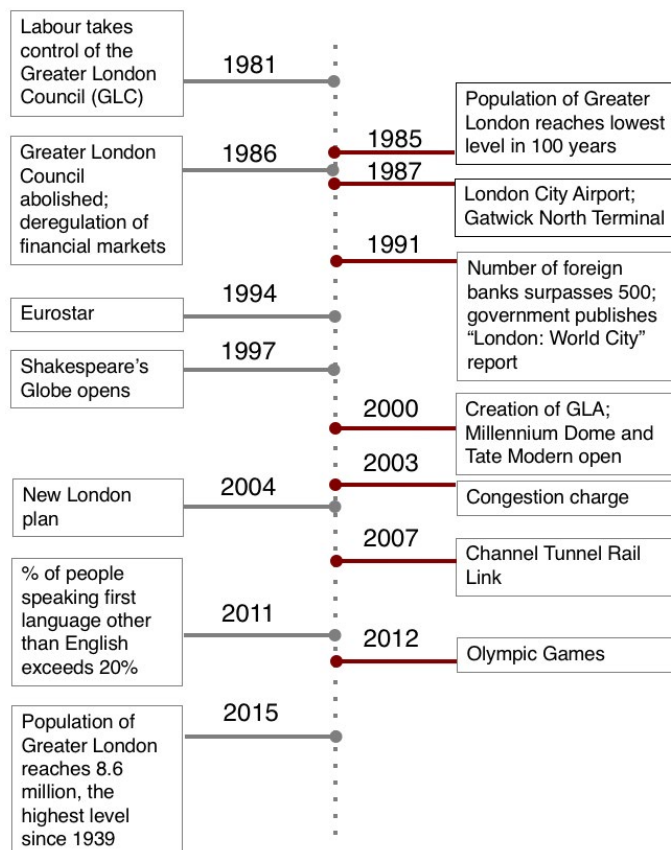 Labour takes
control of the
Greater London
Council (GLC)
1981
1985
Population of Greater
London reaches lowest
level in 100 years
1986
Greater London
Council
abolished;
deregulation of
financial markets
1987
London City Airport;
Gatwick North Terminal
1991
Number of foreign
banks surpasses 500;
government publishes
“London: World City”
report
1994
Eurostar
1997
Shakespeare’s
Globe opens
2000
Creation of GLA;
Millennium Dome and
Tate Modern open
2003
Congestion charge
2004
New London
plan
2007
Channel Tunnel Rail
Link
2011
% of people
speaking first
language other
than English
exceeds 20%
2012
Olympic Games
2015
Population of
Greater London
reaches 8.6
million, the
highest level
since 1939